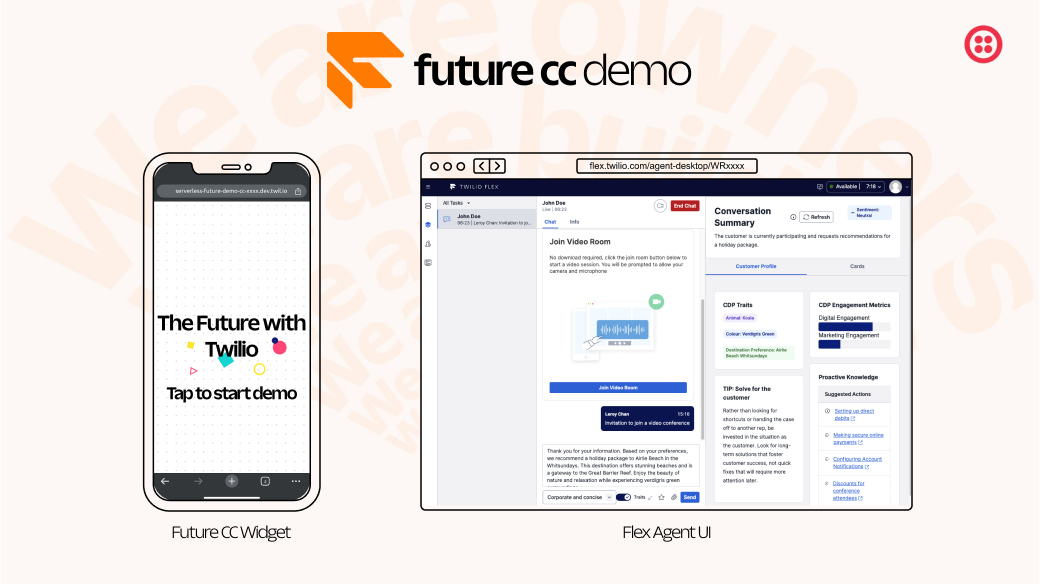 We are owners
We are builders
future cc demo
serverless-future-demo-cc-xxxx.dev.twil.io
The Future with
Twilio
Tap to start demo
Future CC Widget
flex.twilio.com/agent-desktop/WRxxxx
TWILIO FLEX
Available | 7:18
All Tasks
John Doe
08:23 | Leroy Chan: Invitation to jo...
John Doe
Live | 08:23
End Chat
Chat Info
Join Video Room
No download required, click the join room button below to
start a video session. You will be prompted to allow your
camera and microphone
Join Video Room
Leroy Chan 15:18
Invitation to join a video conference
Thank you for your information. Based on your preferences,
we recommend a holiday package to Airlie Beach in the
Whitsundays. This destination offers stunning beaches and is
a gateway to the Great Barrier Reef. Enjoy the beauty of
nature and relaxation while experiencing verdigris green
Corporate and concise
Traits
Send
Conversation
Summary
Refresh
Sentiment:
Neutral
The customer is currently participating and requests recommendations for
a holiday package.
Customer Profile Cards
CDP Traits
Animal: Koala
Colour: Verdigris Green
Destination Preference: Airlie
Beach Whitsundays
TIP: Solve for the
customer
Rather than looking for
shortcuts or handing the case
off to another rep, be
invested in the situation as
the customer. Look for long-
term solutions that foster
customer success, not quick
fixes that will require more
attention later.
CDP Engagement Metrics
Digital Engagement
Marketing Engagement
Proactive Knowledge
Suggested Actions
Setting up direct
debits
Making secure online
payments
Configuring Account
Notifications
Discounts for
conference
attendees
Flex Agent UI